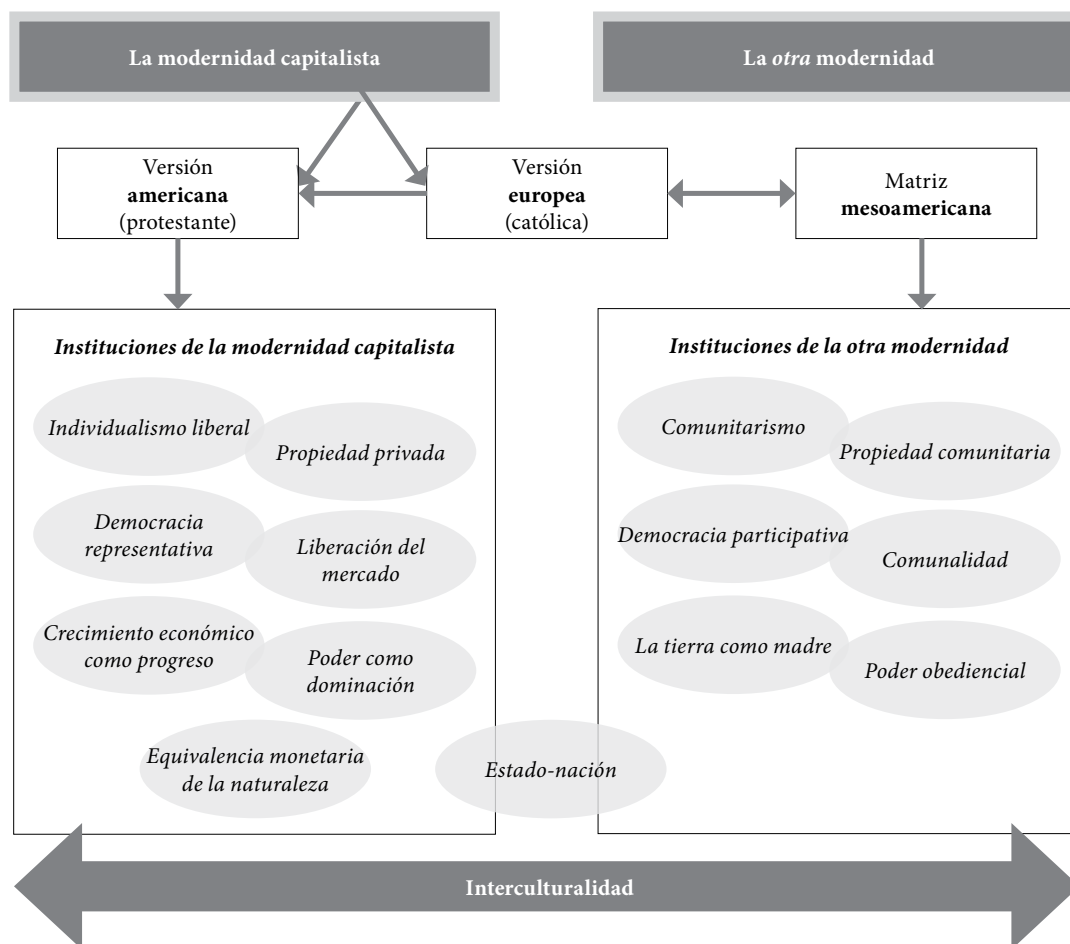 La modernidad capitalista
La otra modernidad
Versión
americana
(protestante)
Versión
europea
(católica)
Matriz
mesoamericana
Instituciones de la modernidad capitalista
Individualismo liberal
Propiedad privada
Democracia
representativa
Liberación del
mercado
Crecimiento económico
como progreso
Poder como
dominación
Equivalencia monetaria
de la naturaleza
Estado-nación
Instituciones de la otra modernidad
Comunitarismo
Propiedad comunitaria
Democracia participativa
Comunalidad
La tierra como madre
Poder obediencial
Interculturalidad